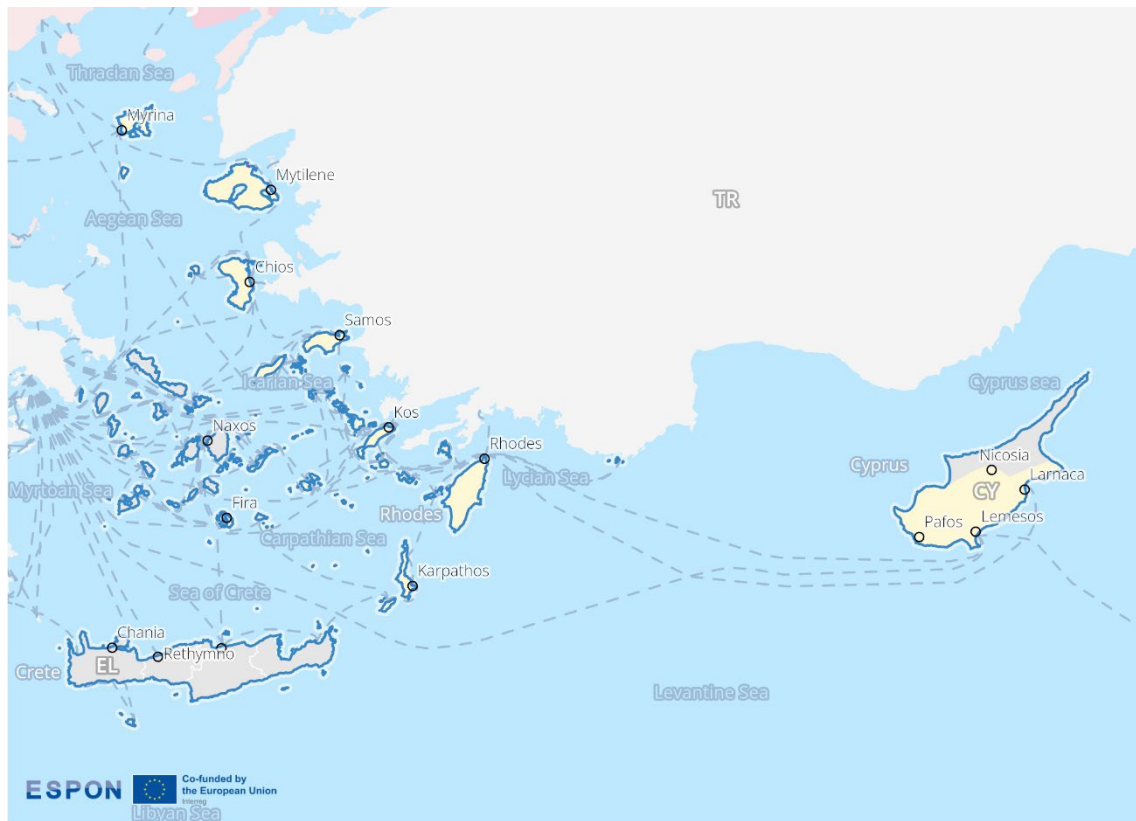 Thracian Sea
Myrina
Mytilene
TR
Aegean Sea
Chios
Samos
Icarian Sea
Cyprus sea
Kos
Naxos
Rhodes
Nicosia
Cyprus
Lycian Sea
Larnaca
Myrtoan Sea
CY
Fira
Rhodes
Pafos
Lemesos
Carpathian Sea
Karpathos
Sea of Crete
Chania
Rethymno
EL
Crete
Levantine Sea
ESPON
Co-funded by
the European Union
Interreg
Libyan Sea